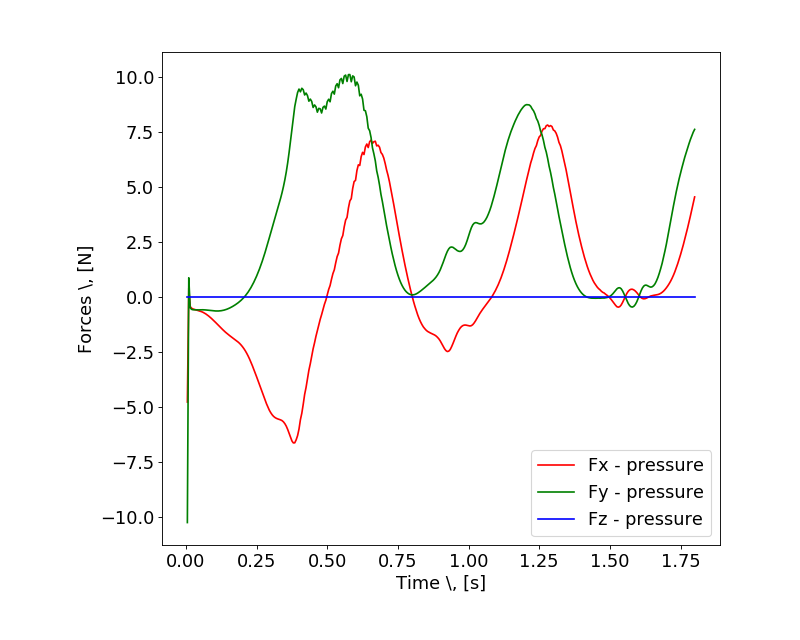 10.0
7.5
5.0
2.5
0.0
−2.5
−5.0
−7.5
−10.0
Forces \, [N]
0.00 0.25 0.50 0.75 1.00 1.25 1.50 1.75
Time \, [s]
Fx - pressure
Fy - pressure
Fz - pressure